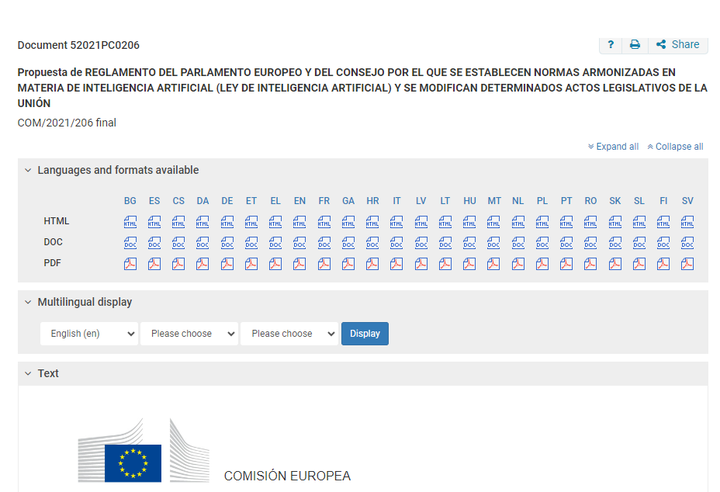 Document 52021PC0206
? Share
Propuesta de REGLAMENTO DEL PARLAMENTO EUROPEO Y DEL CONSEJO POR EL QUE SE ESTABLECEN NORMAS ARMONIZADAS EN
MATERIA DE INTELIGENCIA ARTIFICIAL (LEY DE INTELIGENCIA ARTIFICIAL) Y SE MODIFICAN DETERMINADOS ACTOS LEGISLATIVOS DE LA
UNIÓN
COM/2021/206 final
Expand all Collapse all
Languages and formats available
BG ES CS DA DE ET EL EN FR GA HR IT LV LT HU MT NL PL PT RO SK SL FI SV
HTML HTML HTML HTML HTML HTML HTML HTML HTML HTML HTML HTML HTML HTML HTML HTML HTML HTML HTML HTML HTML HTML HTML HTML HTML
DOC DOC DOC DOC DOC DOC DOC DOC DOC DOC DOC DOC DOC DOC DOC DOC DOC DOC DOC DOC DOC DOC DOC DOC DOC
PDF
Multilingual display
English (en) Please choose Please choose Display
Text
COMISIÓN EUROPEA